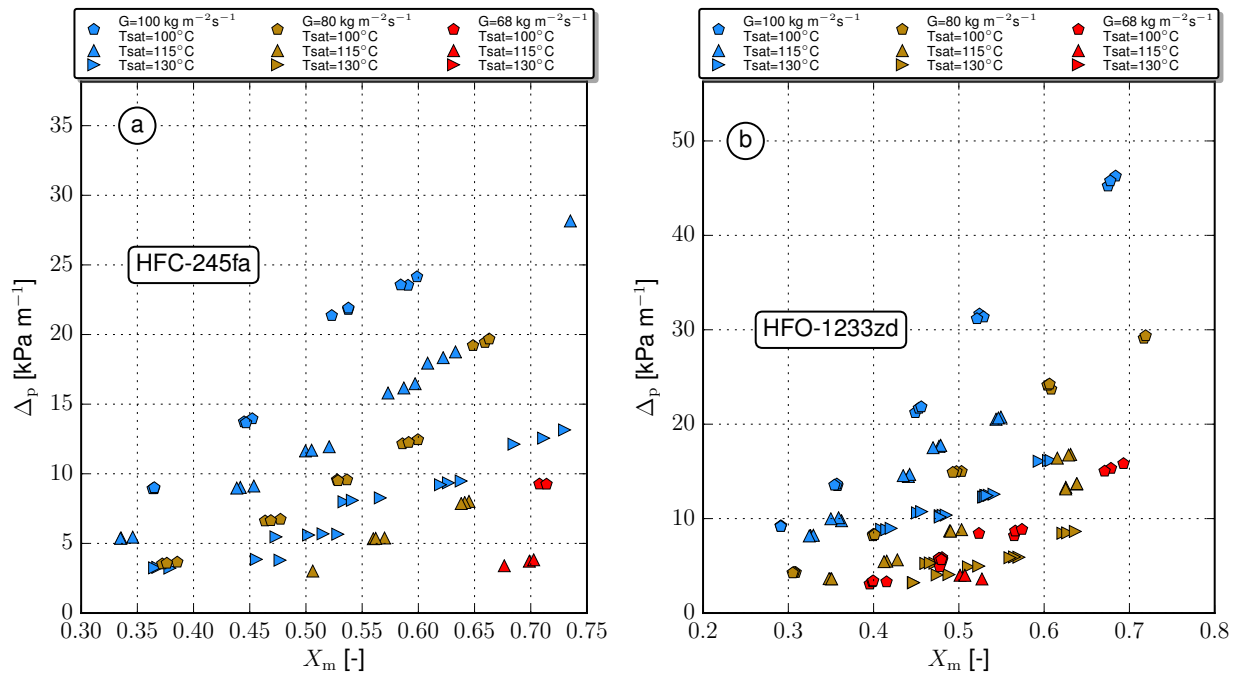 G=100 kg m⁻²s⁻¹ G=80 kg m⁻²s⁻¹ G=68 kg m⁻²s⁻¹
Tsat=100°C Tsat=100°C Tsat=100°C
Tsat=115°C Tsat=115°C Tsat=115°C
Tsat=130°C Tsat=130°C Tsat=130°C
a
HFC-245fa
35
30
25
20
15
10
5
0
Δp [kPa m⁻¹]
0.30 0.35 0.40 0.45 0.50 0.55 0.60 0.65 0.70 0.75
Xm [-]
G=100 kg m⁻²s⁻¹ G=80 kg m⁻²s⁻¹ G=68 kg m⁻²s⁻¹
Tsat=100°C Tsat=100°C Tsat=100°C
Tsat=115°C Tsat=115°C Tsat=115°C
Tsat=130°C Tsat=130°C Tsat=130°C
b
HFO-1233zd
50
40
30
20
10
0
Δp [kPa m⁻¹]
0.2 0.3 0.4 0.5 0.6 0.7 0.8
Xm [-]